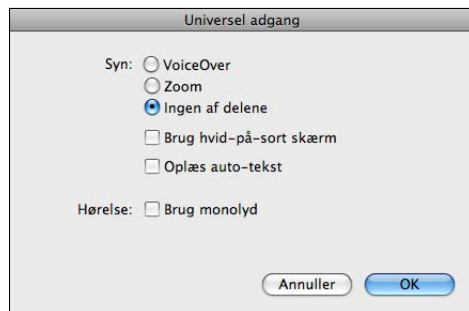 Universel adgang
Syn: VoiceOver
Zoom
Ingen af delene
Brug hvid-på-sort skærm
Oplæs auto-tekst
Hørelse: Brug monolyd
Annuller OK